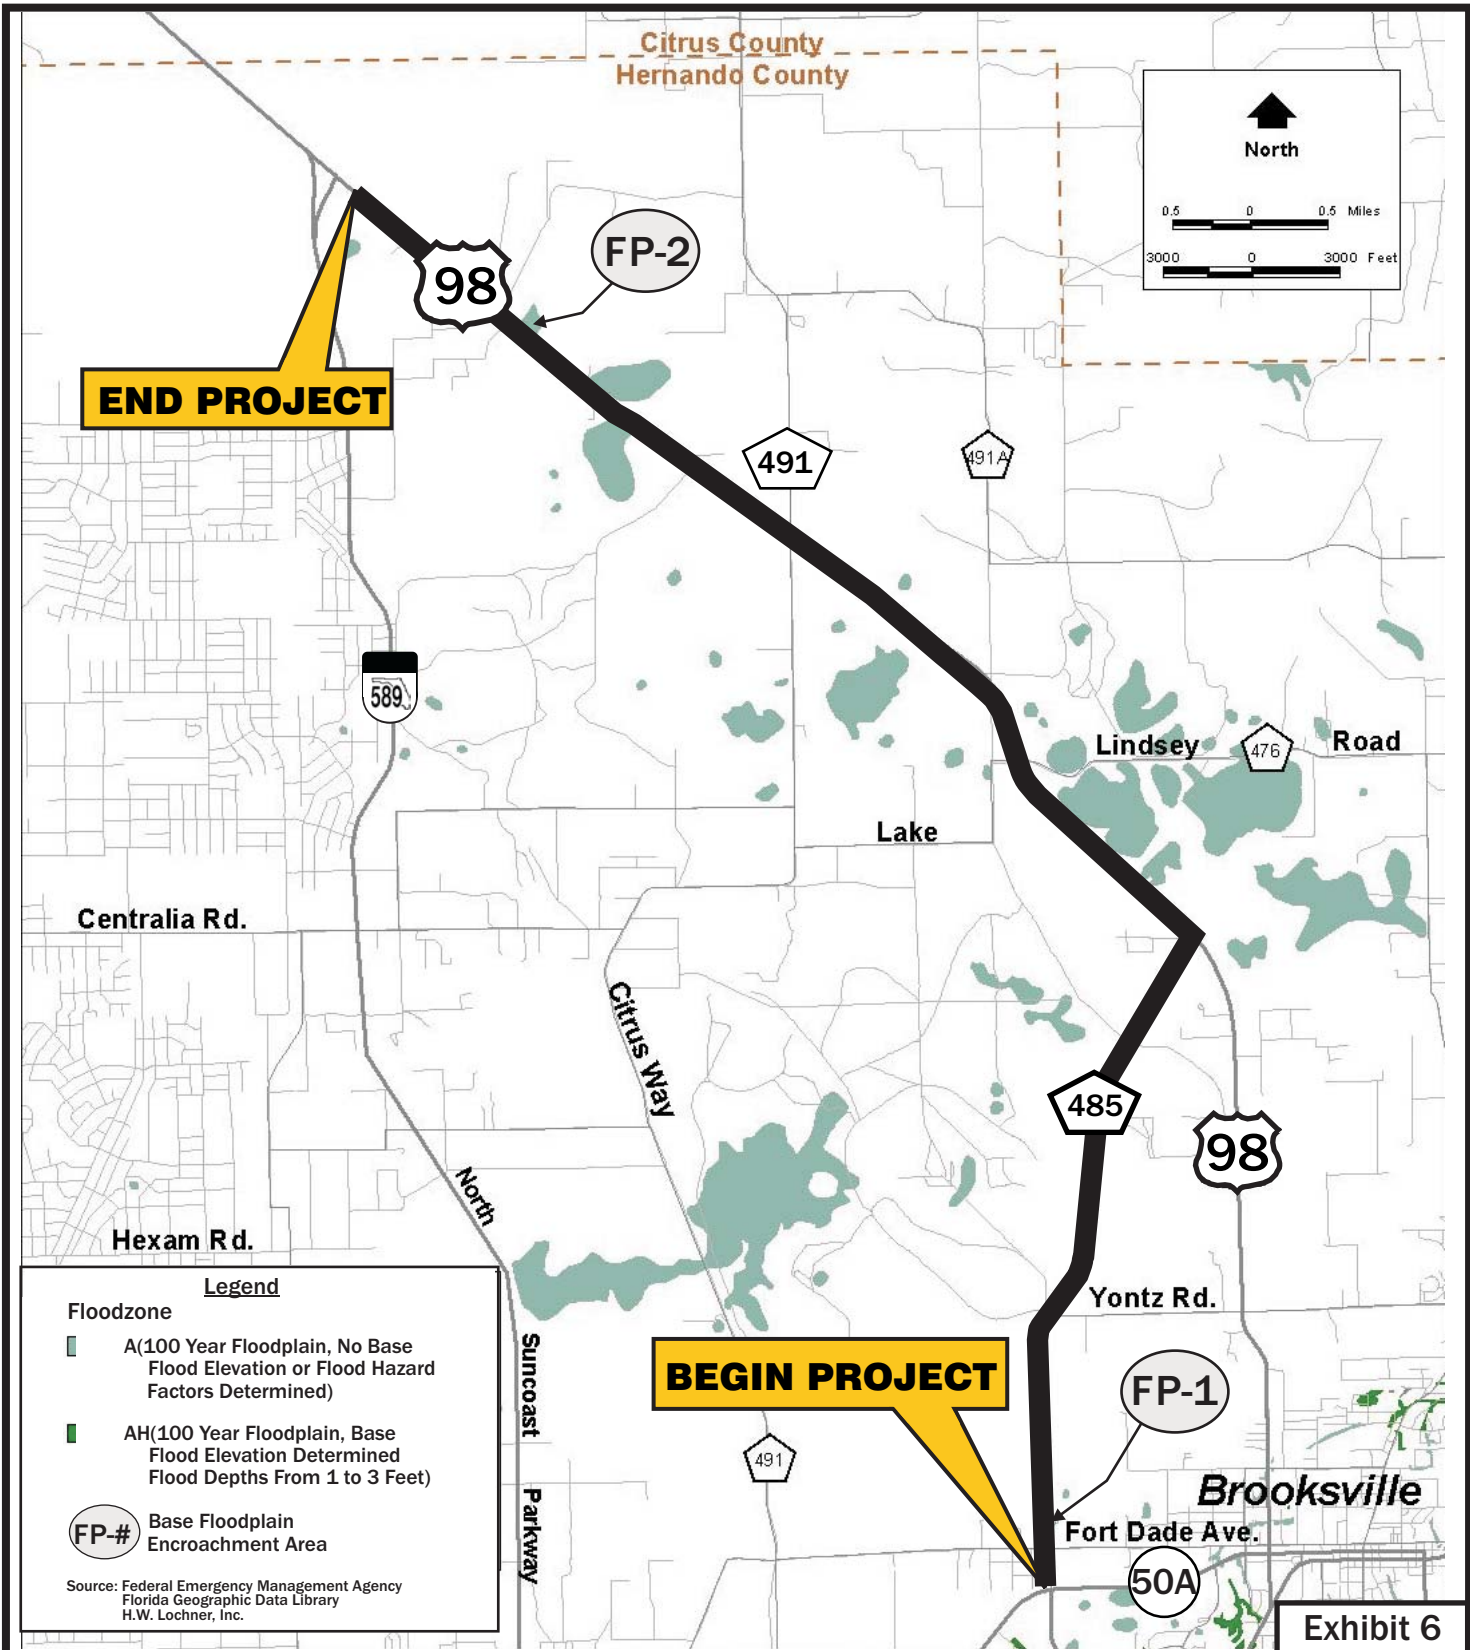 Citrus County
Hernando County
North
0.5 0 0.5 Miles
3000 0 3000 Feet
FP-2
98
END PROJECT
491
491A
589
Lindsey
476
Road
Lake
Centralia Rd.
Citrus Way
485
98
North
Hexam Rd.
Yontz Rd.
Suncoast
Parkway
BEGIN PROJECT
FP-1
491
Brooksville
Fort Dade Ave.
50A
Legend
Floodzone
A(100 Year Floodplain, No Base
Flood Elevation or Flood Hazard
Factors Determined)
AH(100 Year Floodplain, Base
Flood Elevation Determined
Flood Depths From 1 to 3 Feet)
FP-#
Base Floodplain
Encroachment Area
Source: Federal Emergency Management Agency
Florida Geographic Data Library
H.W. Lochner, Inc.
Exhibit 6